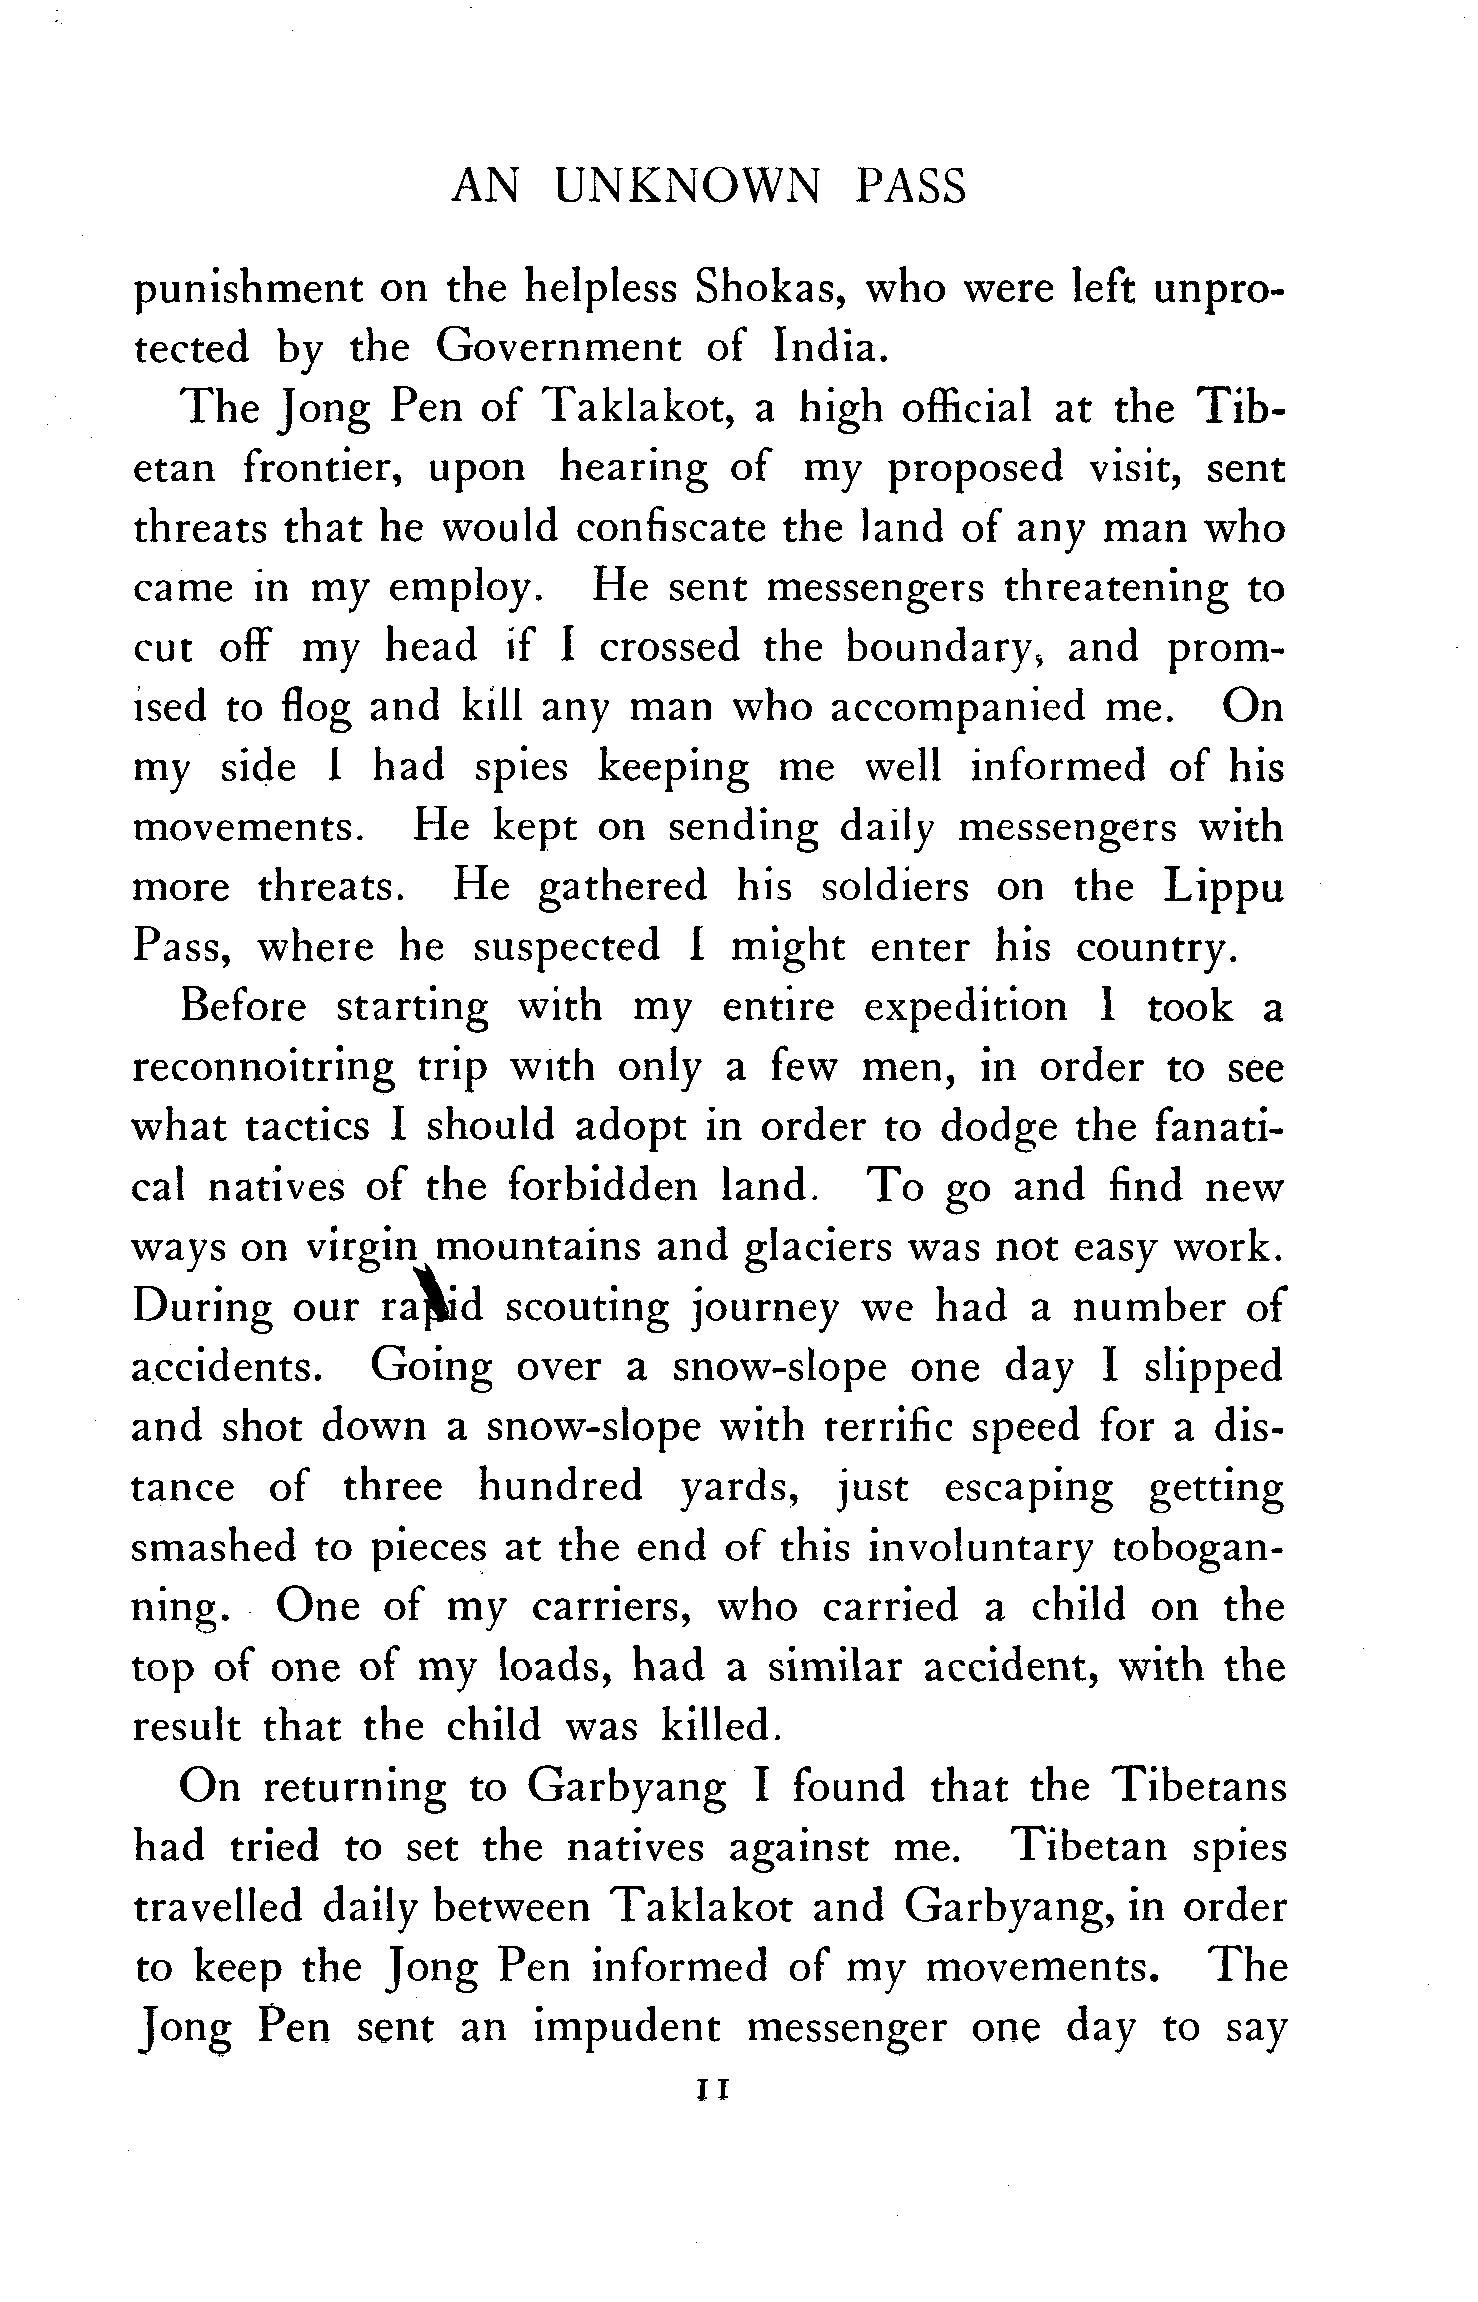 AN UNKNOWN PASS
punishment on the helpless Shokas, who were left unpro-
tected by the Government of India.
The Jong Pen of Taklakot, a high official at the Tib-
etan frontier, upon hearing of my proposed visit, sent
threats that he would confiscate the land of any man who
came in my employ. He sent messengers threatening to
cut off my head if I crossed the boundary, and prom-
ised to flog and kill any man who accompanied me. On
my side I had spies keeping me well informed of his
movements. He kept on sending daily messengers with
more threats. He gathered his soldiers on the Lippu
Pass, where he suspected I might enter his country.
Before starting with my entire expedition I took a
reconnoitring trip with only a few men, in order to see
what tactics I should adopt in order to dodge the fanati-
cal natives of the forbidden land. To go and find new
ways on virgin mountains and glaciers was not easy work.
During our rapid scouting journey we had a number of
accidents. Going over a snow-slope one day I slipped
and shot down a snow-slope with terrific speed for a dis-
tance of three hundred yards, just escaping getting
smashed to pieces at the end of this involuntary tobogan-
ning. One of my carriers, who carried a child on the
top of one of my loads, had a similar accident, with the
result that the child was killed.
On returning to Garbyang I found that the Tibetans
had tried to set the natives against me. Tibetan spies
travelled daily between Taklakot and Garbyang, in order
to keep the Jong Pen informed of my movements. The
Jong Pen sent an impudent messenger one day to say
11